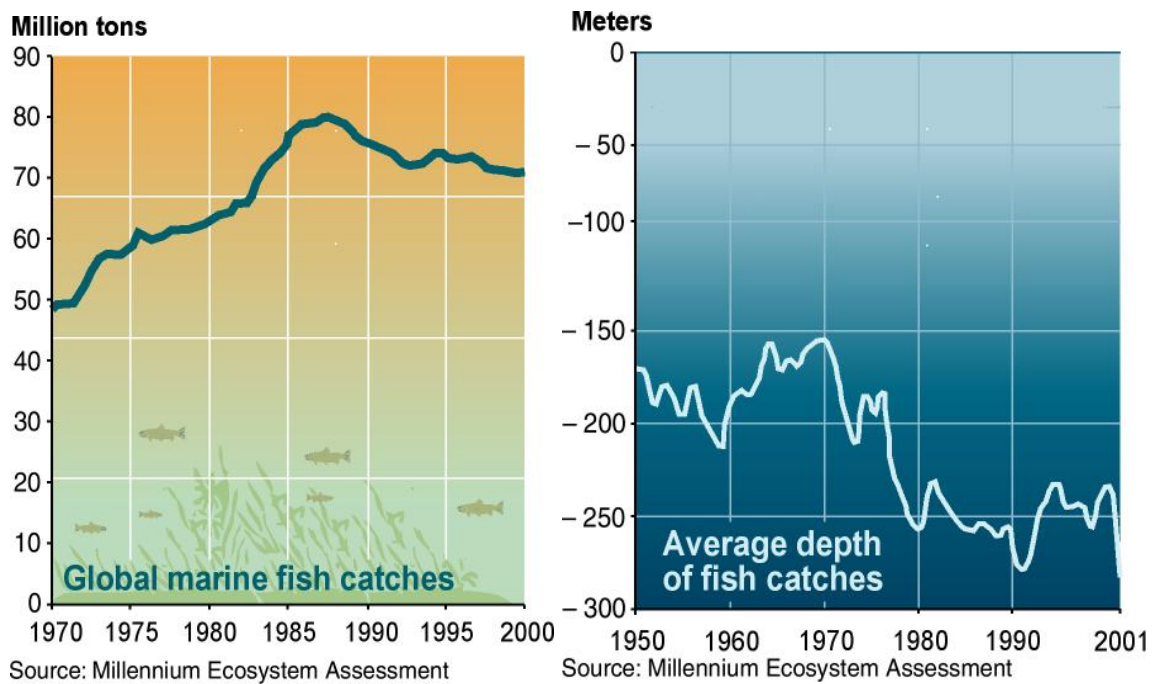 Million tons
90
80
70
60
50
40
30
20
10
0
Global marine fish catches
1970 1975 1980 1985 1990 1995 2000
Source: Millennium Ecosystem Assessment
Meters
0
– 50
–100
– 150
– 200
– 250
– 300
Average depth
of fish catches
1950 1960 1970 1980 1990 2001
Source: Millennium Ecosystem Assessment